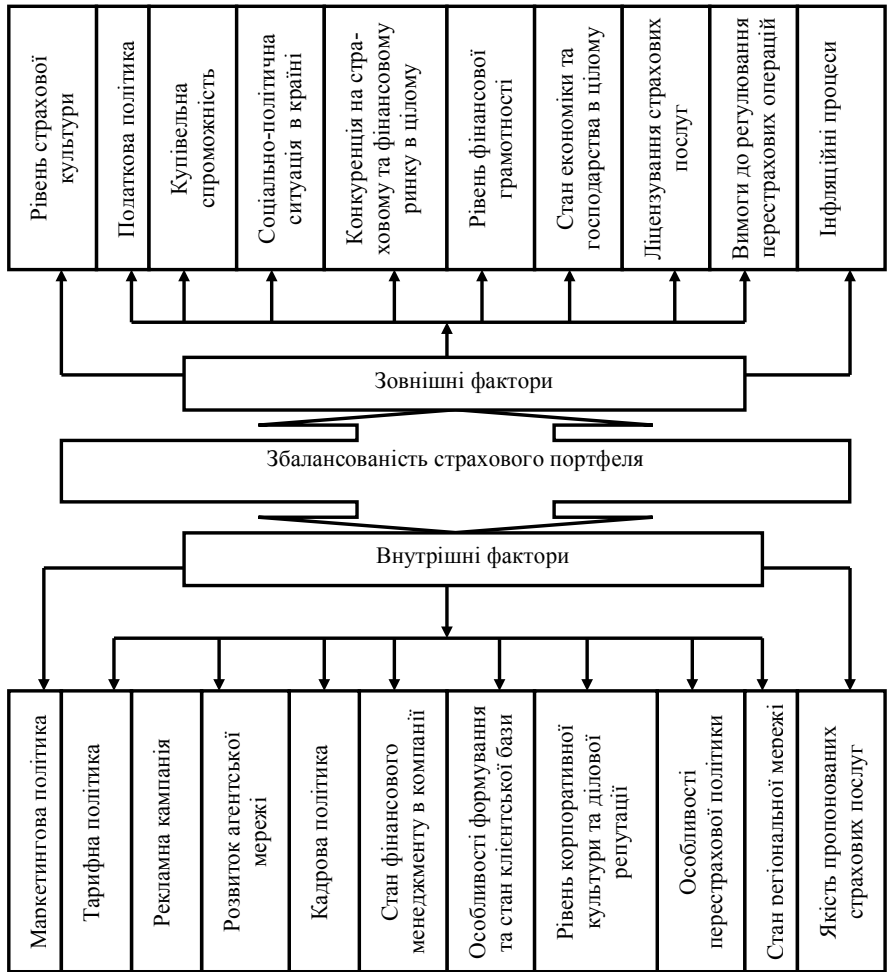 Рівень страхової
культури
Податкова політика
Купівельна
спроможність
Соціально-політична
ситуація в країні
Конкуренція на стра-
ховому та фінансовому
ринку в цілому
Рівень фінансової
грамотності
Стан економіки та
господарства в цілому
Ліцензування страхових
послуг
Вимоги до регулювання
перестрахових операцій
Інфляційні процеси
Зовнішні фактори
Збалансованість страхового портфеля
Внутрішні фактори
Маркетингова політика
Тарифна політика
Рекламна кампанія
Розвиток агентської
мережі
Кадрова політика
Стан фінансового
менеджменту в компанії
Особливості формування
та стан клієнтської бази
Рівень корпоративної
культури та ділової
репутації
Особливості
перестрахової політики
Стан регіональної мережі
Якість пропонованих
страхових послуг